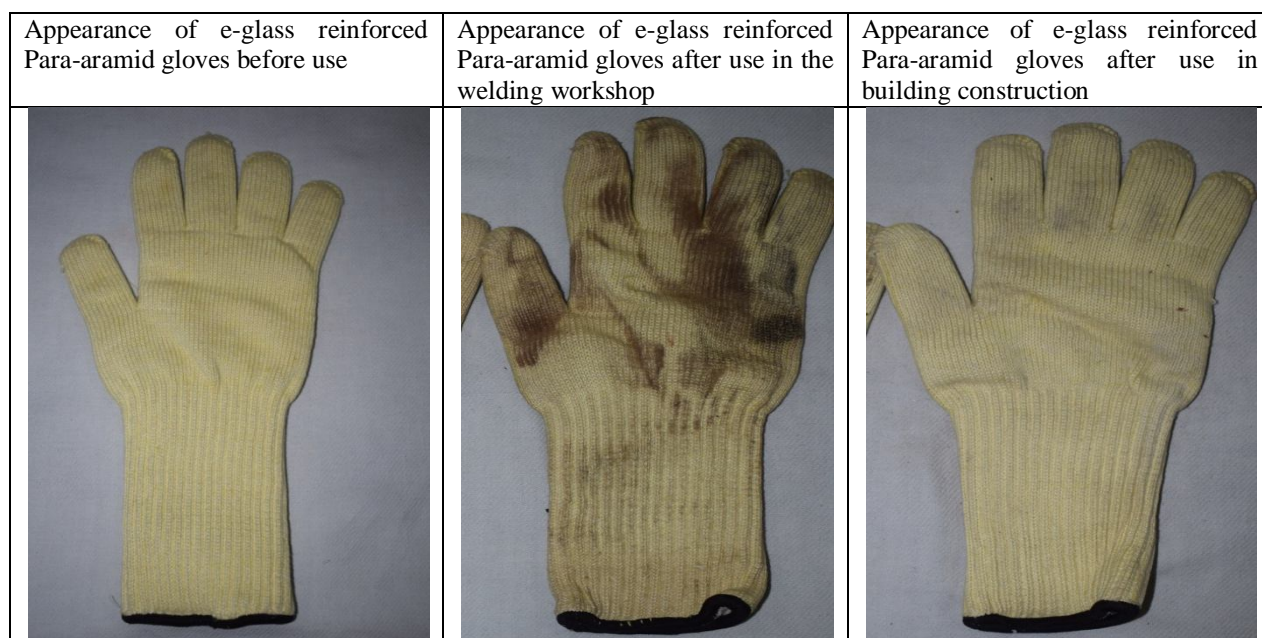 Appearance of e-glass reinforced
Para-aramid gloves before use
Appearance of e-glass reinforced
Para-aramid gloves after use in the
welding workshop
Appearance of e-glass reinforced
Para-aramid gloves after use in
building construction